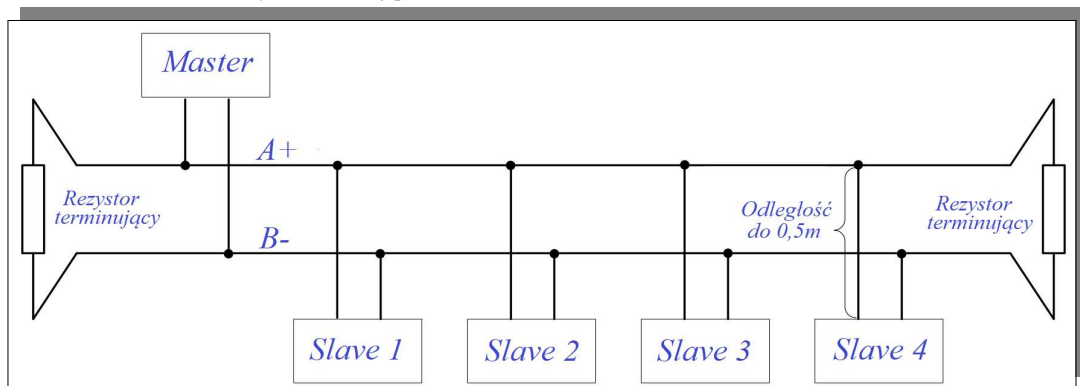 Master
A+
B-
Rezystor
terminujący
Odległość
do 0,5m
Rezystor
terminujący
Slave 1
Slave 2
Slave 3
Slave 4